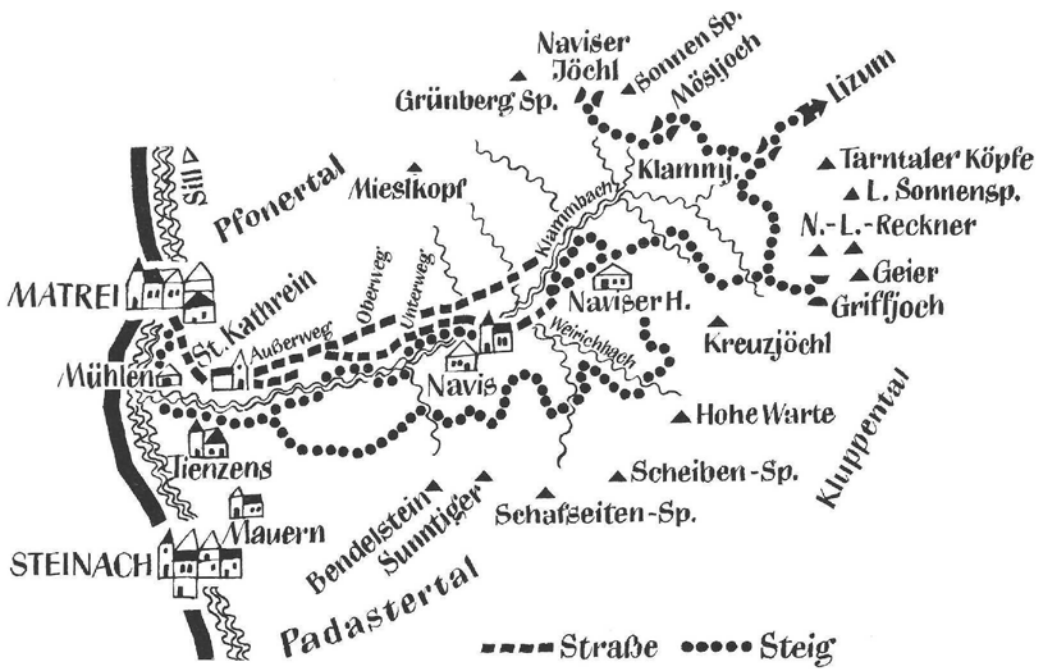 Naviser
Jöchl
Sonnen Sp.
Grünberg Sp.
Möstjoch
Lizum
Sill
Pfonertal
Mieslkopf
Klammj.
Tarntaler Köpfe
L. Sonnensp.
N.-L.-Reckner
Geier
Griffjoch
Klammbach
MATREI
St. Kathrein
Außerweg
Oberweg
Unterweg
Naviser H.
Kreuzjöchl
Mühlen
Navis
Weirichbach
Hohe Warte
Kluppental
Tienzens
Scheiben-Sp.
Schafseiten-Sp.
Bendelstein
Sunntiger
Mauern
STEINACH
Padastertal
Straße
Steig